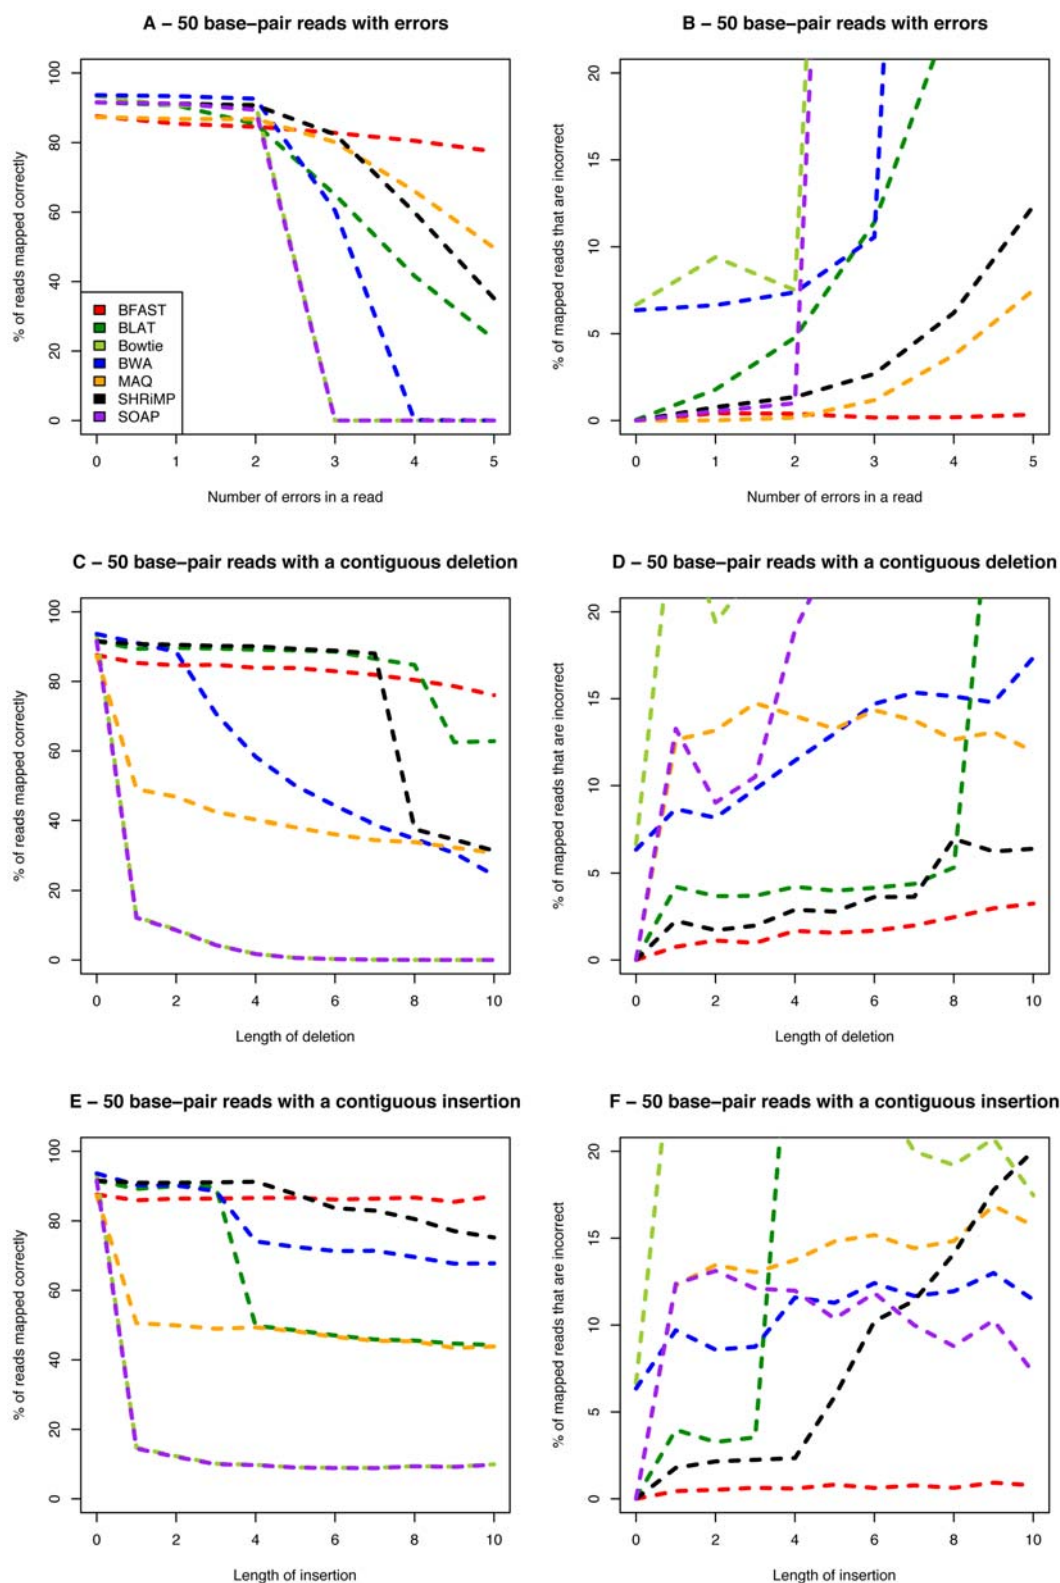 A – 50 base–pair reads with errors
% of reads mapped correctly
100
80
60
40
20
0
BFAST
BLAT
Bowtie
BWA
MAQ
SHRiMP
SOAP
0 1 2 3 4 5
Number of errors in a read
B – 50 base–pair reads with errors
% of mapped reads that are incorrect
20
15
10
5
0
0 1 2 3 4 5
Number of errors in a read
C – 50 base–pair reads with a contiguous deletion
% of reads mapped correctly
100
80
60
40
20
0
0 2 4 6 8 10
Length of deletion
D – 50 base–pair reads with a contiguous deletion
% of mapped reads that are incorrect
20
15
10
5
0
0 2 4 6 8 10
Length of deletion
E – 50 base–pair reads with a contiguous insertion
% of reads mapped correctly
100
80
60
40
20
0
0 2 4 6 8 10
Length of insertion
F – 50 base–pair reads with a contiguous insertion
% of mapped reads that are incorrect
20
15
10
5
0
0 2 4 6 8 10
Length of insertion